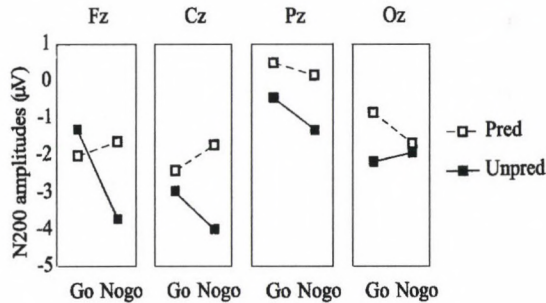 Fz Cz Pz Oz
N200 amplitudes (μV)
1
0
-1
-2
-3
-4
-5
Pred
Unpred
Go Nogo Go Nogo Go Nogo Go Nogo